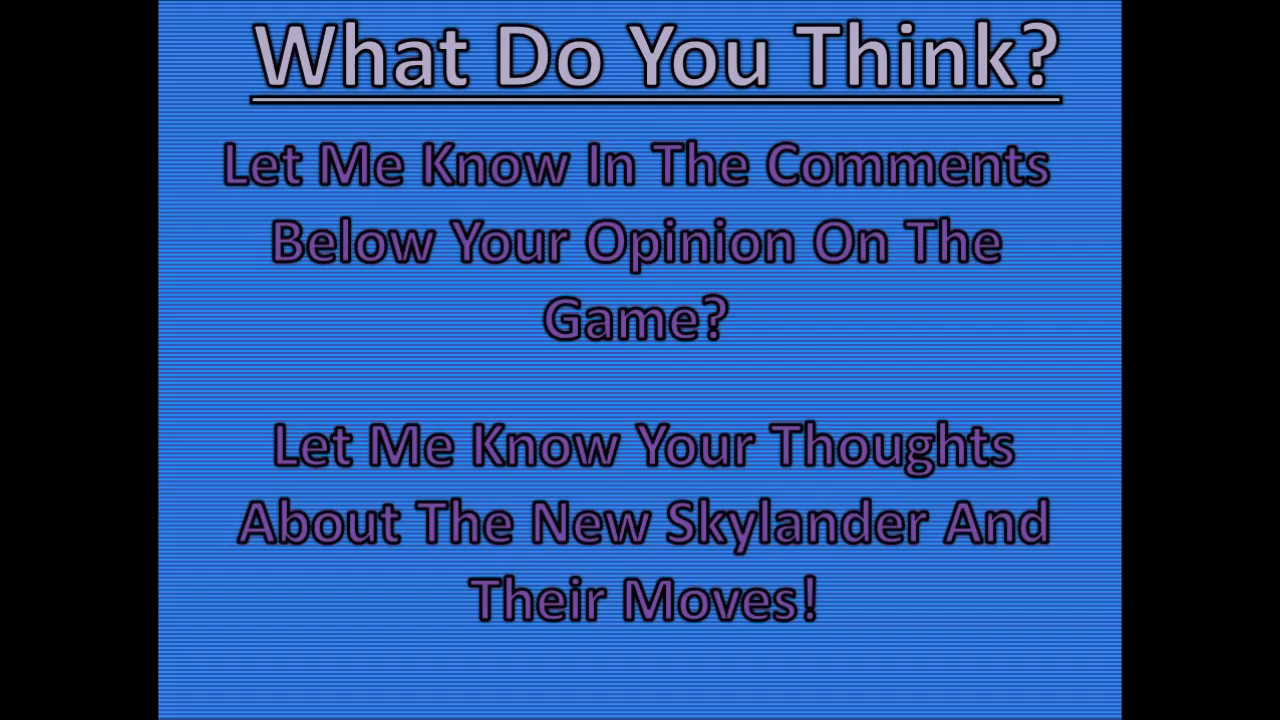 What Do You Think?
Let Me Know In The Comments
Below Your Opinion On The
Game?
Let Me Know Your Thoughts
About The New Skylander And
Their Moves!